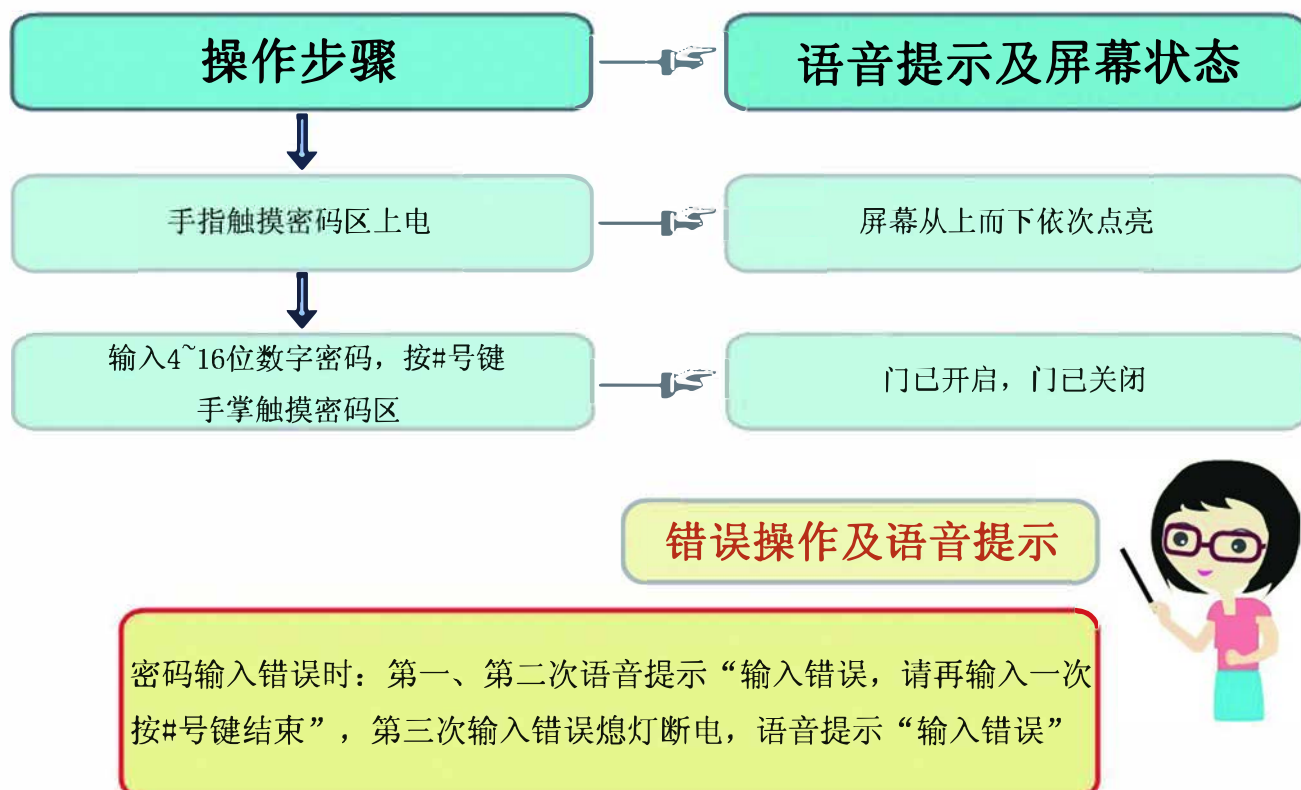 操作步骤
语音提示及屏幕状态
手指触摸密码区上电
屏幕从上而下依次点亮
输入4~16位数字密码，按#号键
手掌触摸密码区
门已开启，门已关闭
错误操作及语音提示
密码输入错误时：第一、第二次语音提示“输入错误，请再输入一次
按#号键结束”，第三次输入错误熄灯断电，语音提示“输入错误”